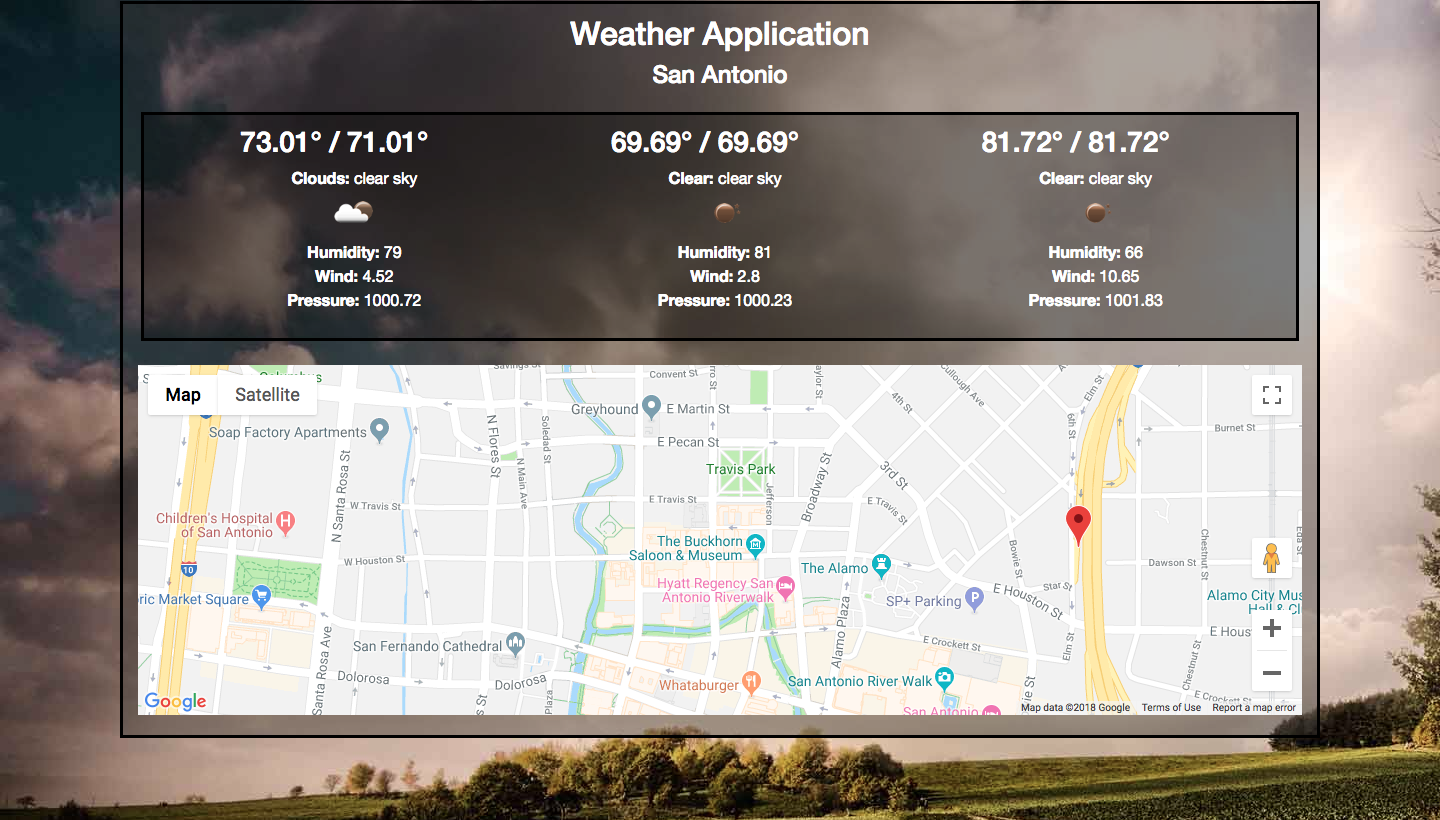 Weather Application
San Antonio
73.01° / 71.01°
Clouds: clear sky
Humidity: 79
Wind: 4.52
Pressure: 1000.72
69.69° / 69.69°
Clear: clear sky
Humidity: 81
Wind: 2.8
Pressure: 1000.23
81.72° / 81.72°
Clear: clear sky
Humidity: 66
Wind: 10.65
Pressure: 1001.83
Map
Satellite
Convent St
Cullough Ave
Elm St
Greyhound
E Martin St
4th St
6th St
Burnet St
Soap Factory Apartments
N Flores St
Soledad St
E Pecan St
N Santa Rosa St
N Main Ave
Travis Park
Broadway St
3rd St
W Travis St
E Travis St
Jefferson
E Travis St
Children's Hospital
of San Antonio
The Buckhorn
Saloon & Museum
Bowie St
Chestnut St
W Houston St
10
The Alamo
Dawson St
Hyatt Regency San
Antonio Riverwalk
Star St
E Houston St
ric Market Square
SP+ Parking
P
Alamo City Mus
Hall & Cl
Alamo Plaza
E Hous
San Fernando Cathedral
E Crockett St
Elm St
Chestnut St
Santa Rosa Ave
Dolorosa
Dolorosa
Plaza
Whataburger
San Antonio River Walk
E Crockett St
San Antonio
Google
Map data ©2018 Google
Terms of Use
Report a map error